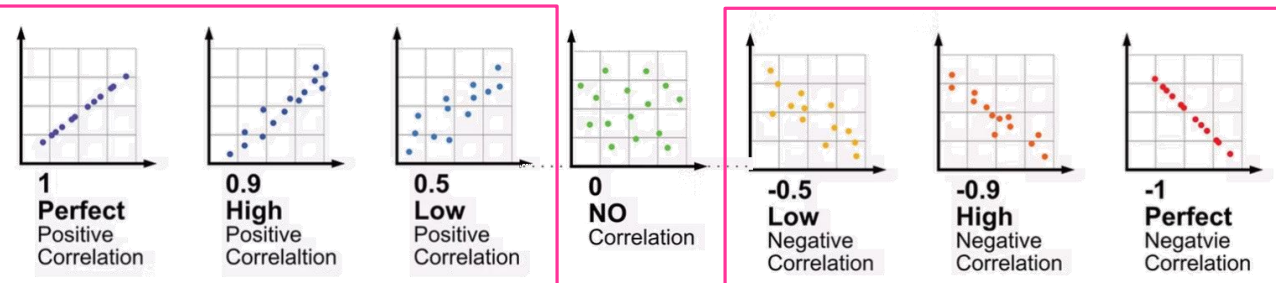 1
Perfect
Positive
Correlation
0.9
High
Positive
Correlaltion
0.5
Low
Positive
Correlation
0
NO
Correlation
-0.5
Low
Negative
Correlation
-0.9
High
Negative
Correlation
-1
Perfect
Negatvie
Correlation